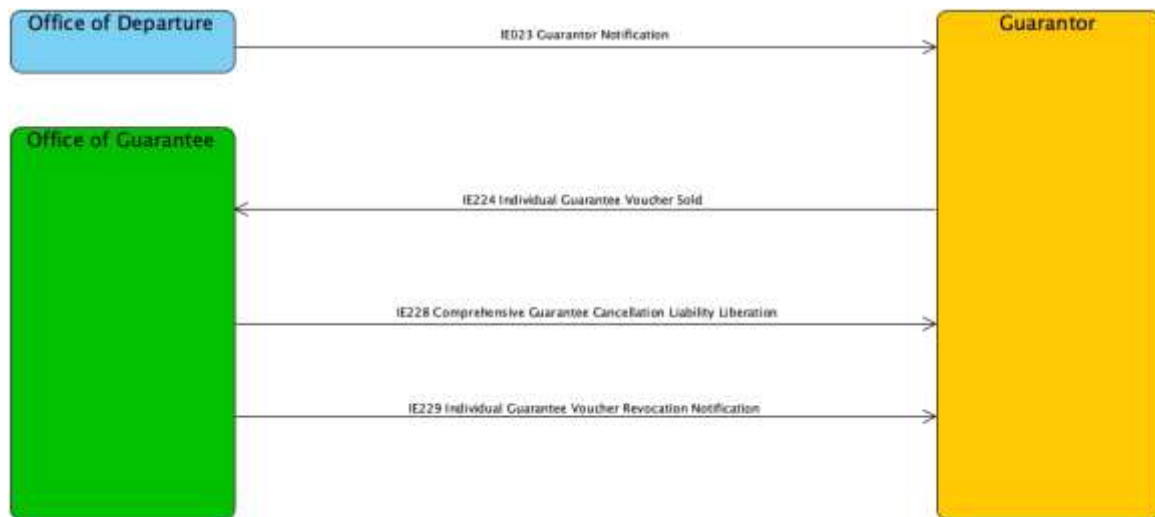 Office of Departure
Guarantor
IE023 Guarantor Notification
Office of Guarantee
IE224 Individual Guarantee Voucher Sold
IE228 Comprehensive Guarantee Cancellation Liability Liberation
IE229 Individual Guarantee Voucher Revocation Notification